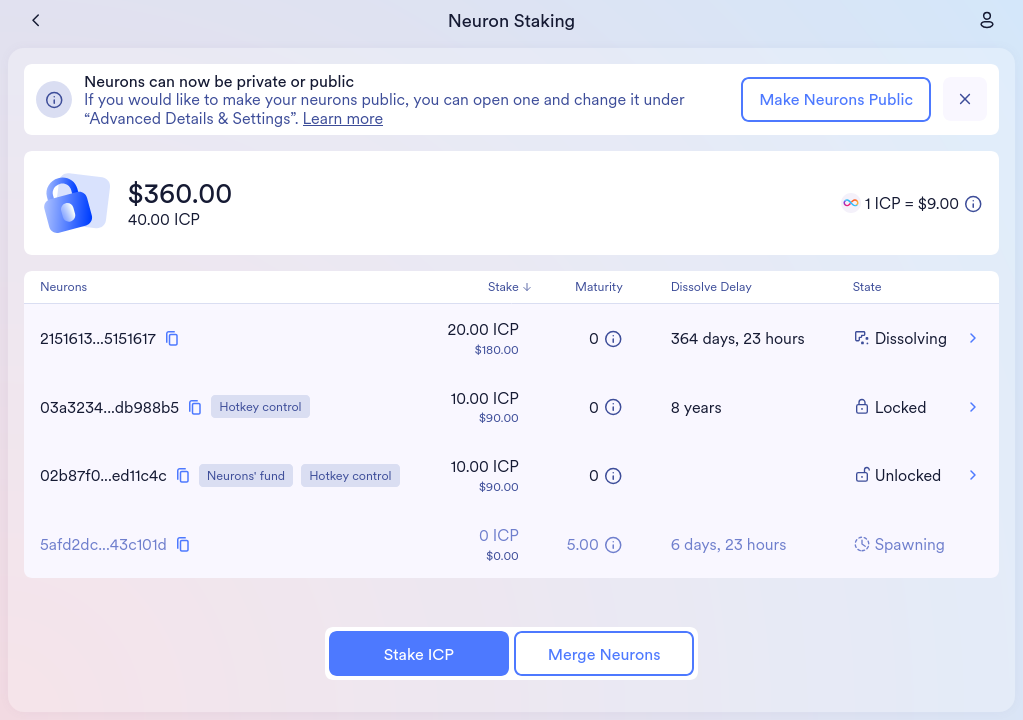 Neuron Staking
Neurons can now be private or public
If you would like to make your neurons public, you can open one and change it under
“Advanced Details & Settings”. Learn more
Make Neurons Public
$360.00
40.00 ICP
1 ICP = $9.00
Neurons Stake Maturity Dissolve Delay State
2151613...5151617 20.00 ICP 0 364 days, 23 hours Dissolving
$180.00
03a3234...db988b5 Hotkey control 10.00 ICP 0 8 years Locked
$90.00
02b87f0...ed11c4c Neurons' fund Hotkey control 10.00 ICP 0 Unlocked
$90.00
5afd2dc...43c101d 0 ICP 5.00 6 days, 23 hours Spawning
$0.00
Stake ICP Merge Neurons